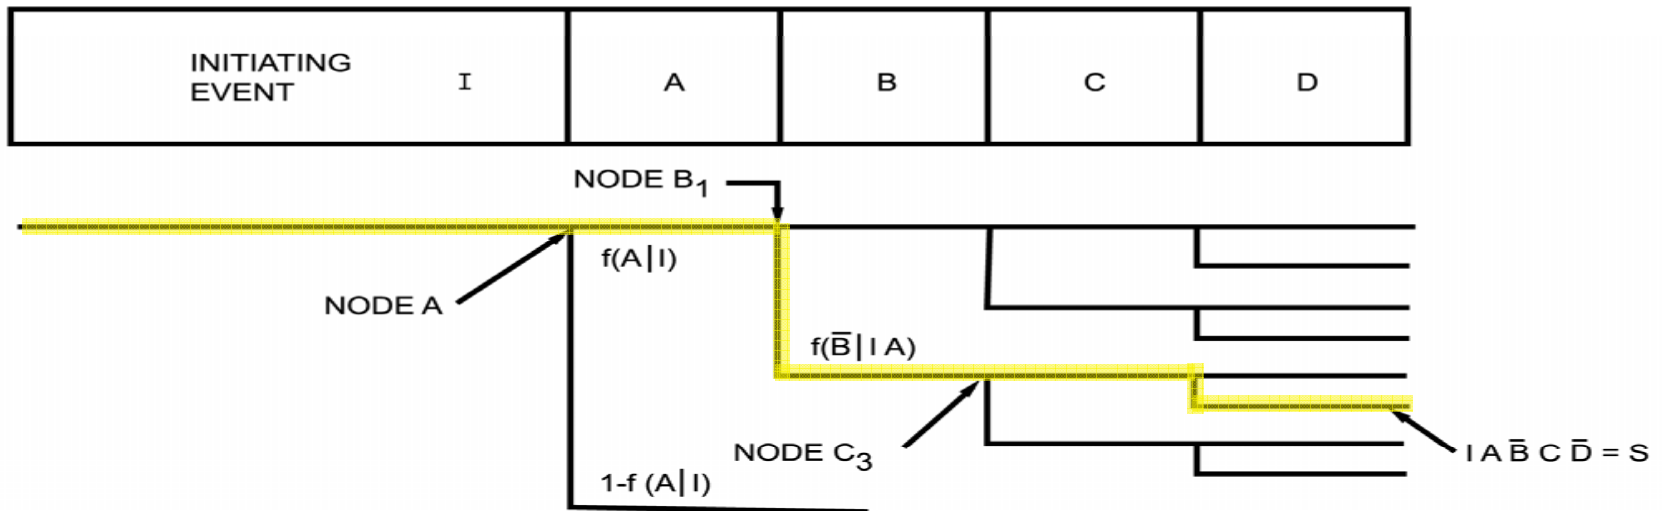 INITIATING
EVENT
I
A
B
C
D
NODE B₁
f(A|I)
NODE A
f(B̅|I A)
NODE C₃
I A B̅ C D̅ = S
1-f (A|I)